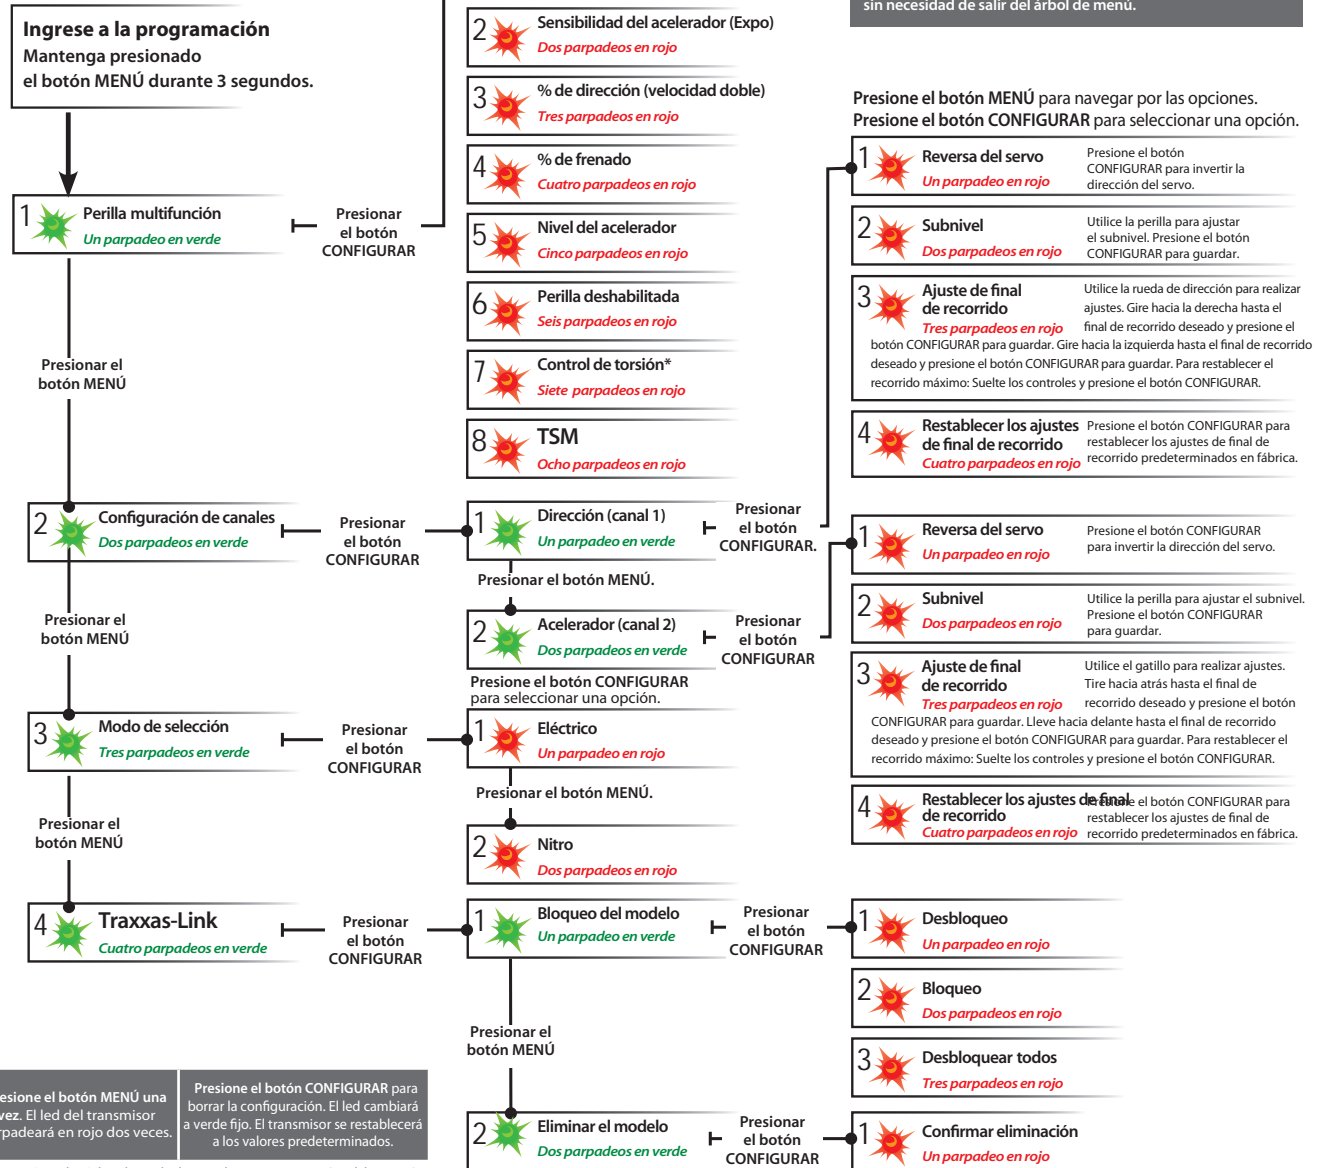 sin necesidad de salir del árbol de menú.
Ingrese a la programación
Mantenga presionado
el botón MENÚ durante 3 segundos.
1
Perilla multifunción
Un parpadeo en verde
Presionar
el botón
CONFIGURAR
2
Sensibilidad del acelerador (Expo)
Dos parpadeos en rojo
3
% de dirección (velocidad doble)
Tres parpadeos en rojo
4
% de frenado
Cuatro parpadeos en rojo
5
Nivel del acelerador
Cinco parpadeos en rojo
6
Perilla deshabilitada
Seis parpadeos en rojo
7
Control de torsión*
Siete parpadeos en rojo
8
TSM
Ocho parpadeos en rojo
Presionar el
botón MENÚ
2
Configuración de canales
Dos parpadeos en verde
Presionar
el botón
CONFIGURAR
1
Dirección (canal 1)
Un parpadeo en verde
Presionar
el botón
CONFIGURAR.
Presione el botón MENÚ para navegar por las opciones.
Presione el botón CONFIGURAR para seleccionar una opción.
1
Reversa del servo
Un parpadeo en rojo
Presione el botón
CONFIGURAR para invertir la
dirección del servo.
2
Subnivel
Dos parpadeos en rojo
Utilice la perilla para ajustar
el subnivel. Presione el botón
CONFIGURAR para guardar.
3
Ajuste de final
de recorrido
Tres parpadeos en rojo
Utilice la rueda de dirección para realizar
ajustes. Gire hacia la derecha hasta el
final de recorrido deseado y presione el
botón CONFIGURAR para guardar. Gire hacia la izquierda hasta el final de recorrido
deseado y presione el botón CONFIGURAR para guardar. Para restablecer el
recorrido máximo: Suelte los controles y presione el botón CONFIGURAR.
4
Restablecer los ajustes
de final de recorrido
Cuatro parpadeos en rojo
Presione el botón CONFIGURAR para
restablecer los ajustes de final de
recorrido predeterminados en fábrica.
Presionar el botón MENÚ.
2
Acelerador (canal 2)
Dos parpadeos en verde
Presionar
el botón
CONFIGURAR
1
Reversa del servo
Un parpadeo en rojo
Presione el botón CONFIGURAR
para invertir la dirección del servo.
2
Subnivel
Dos parpadeos en rojo
Utilice la perilla para ajustar el subnivel.
Presione el botón CONFIGURAR
para guardar.
3
Ajuste de final
de recorrido
Tres parpadeos en rojo
Utilice el gatillo para realizar ajustes.
Tire hacia atrás hasta el final de
recorrido deseado y presione el botón
CONFIGURAR para guardar. Lleve hacia delante hasta el final de recorrido
deseado y presione el botón CONFIGURAR para guardar. Para restablecer el
recorrido máximo: Suelte los controles y presione el botón CONFIGURAR.
4
Restablecer los ajustes de final
de recorrido
Cuatro parpadeos en rojo
Presione el botón CONFIGURAR para
restablecer los ajustes de final de
recorrido predeterminados en fábrica.
Presionar el
botón MENÚ
3
Modo de selección
Tres parpadeos en verde
Presionar
el botón
CONFIGURAR
Presione el botón CONFIGURAR
para seleccionar una opción.
1
Eléctrico
Un parpadeo en rojo
Presionar el botón MENÚ.
2
Nitro
Dos parpadeos en rojo
Presionar el
botón MENÚ
4
Traxxas-Link
Cuatro parpadeos en verde
Presionar
el botón
CONFIGURAR
1
Bloqueo del modelo
Un parpadeo en verde
Presionar
el botón
CONFIGURAR
1
Desbloqueo
Un parpadeo en rojo
2
Bloqueo
Dos parpadeos en rojo
3
Desbloquear todos
Tres parpadeos en rojo
Presionar el
botón MENÚ
2
Eliminar el modelo
Dos parpadeos en verde
Presionar
el botón
CONFIGURAR
1
Confirmar eliminación
Un parpadeo en rojo
esione el botón MENÚ una
vez. El led del transmisor
rpadeará en rojo dos veces.
Presione el botón CONFIGURAR para
borrar la configuración. El led cambiará
a verde fijo. El transmisor se restablecerá
a los valores predeterminados.